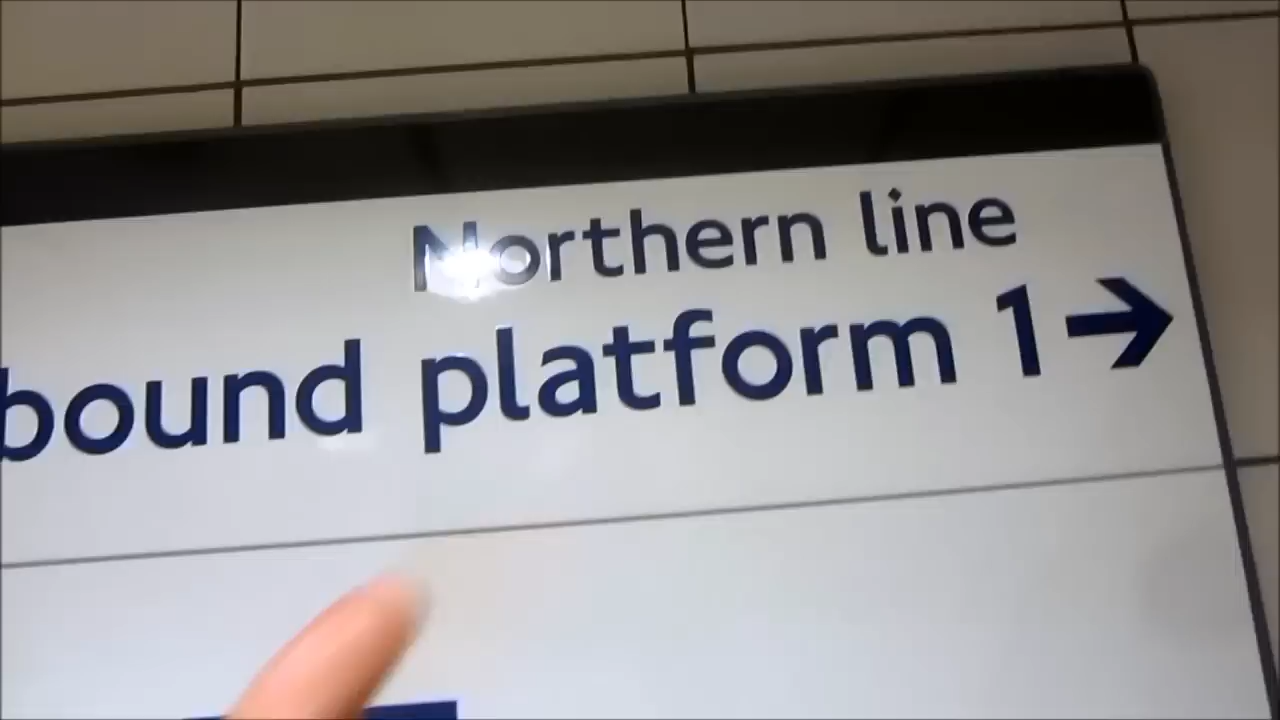 Northern line
bound platform 1 →